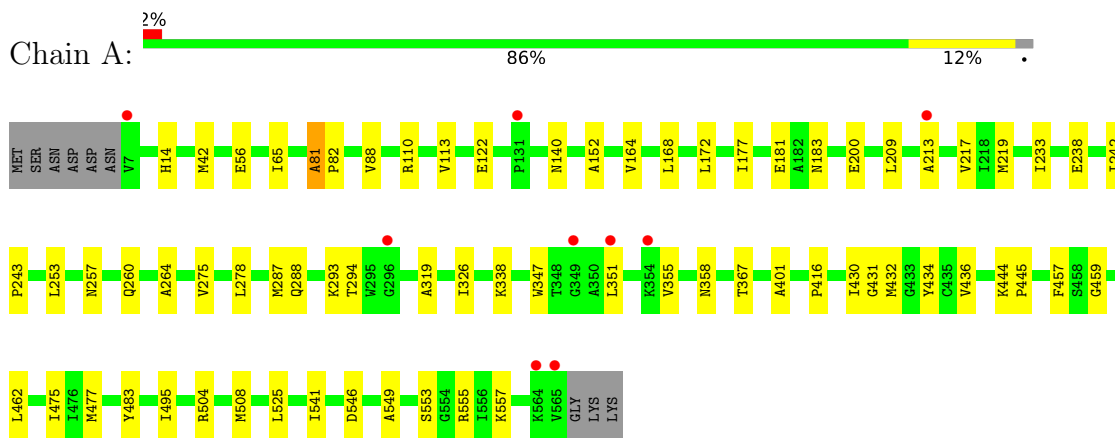 2%
Chain A:
86% 12% •
MET SER ASN ASP ASP ASN V7 H14 M42 E56 I65 A81 P82 V88 R110 V113 E122 P131 N140 A152 V164 L168 L172 I177 E181 A182 N183 E200 L209 A213 V217 I218 M219 I233 E238 I242
P243 L253 N257 Q260 A264 V275 L278 M287 Q288 K293 T294 W295 G296 A319 I326 K338 W347 T348 G349 A350 L351 K354 V355 N358 T367 A401 P416 I430 G431 M432 G433 Y434 C435 V436 K444 P445 F457 S458 G459
L462 I475 I476 M477 Y483 I495 R504 M508 L525 I541 D546 A549 S553 G554 R555 I556 K557 K564 V565 GLY LYS LYS